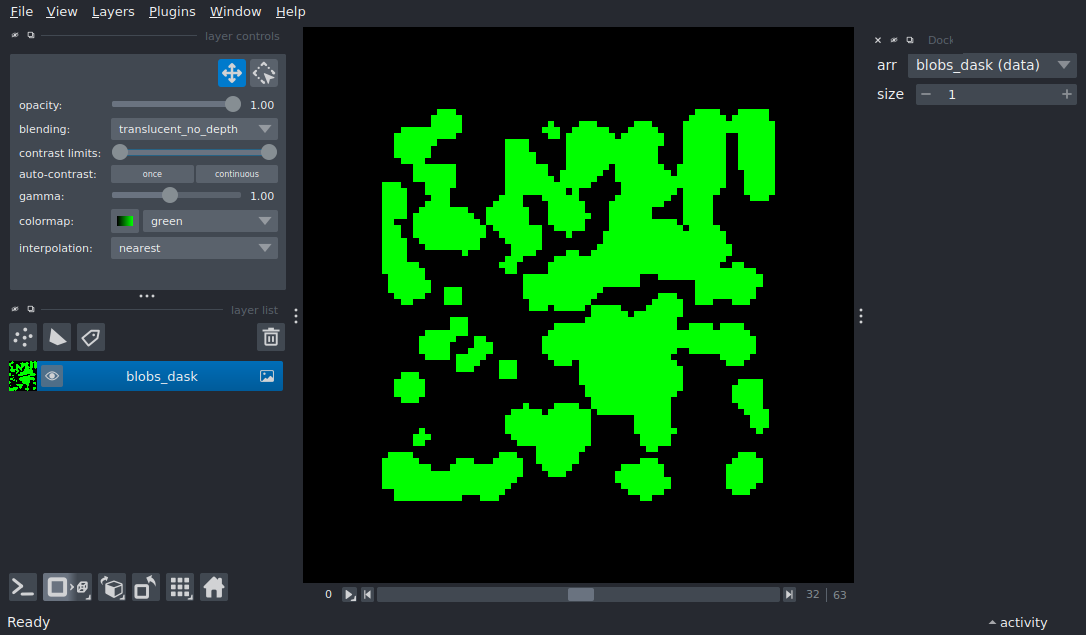 File View Layers Plugins Window Help
layer controls
opacity: 1.00
blending: translucent_no_depth
contrast limits:
auto-contrast: once continuous
gamma: 1.00
colormap: green
interpolation: nearest
layer list
blobs_dask
Dock
arr blobs_dask (data)
size 1
0 32 63
Ready
activity